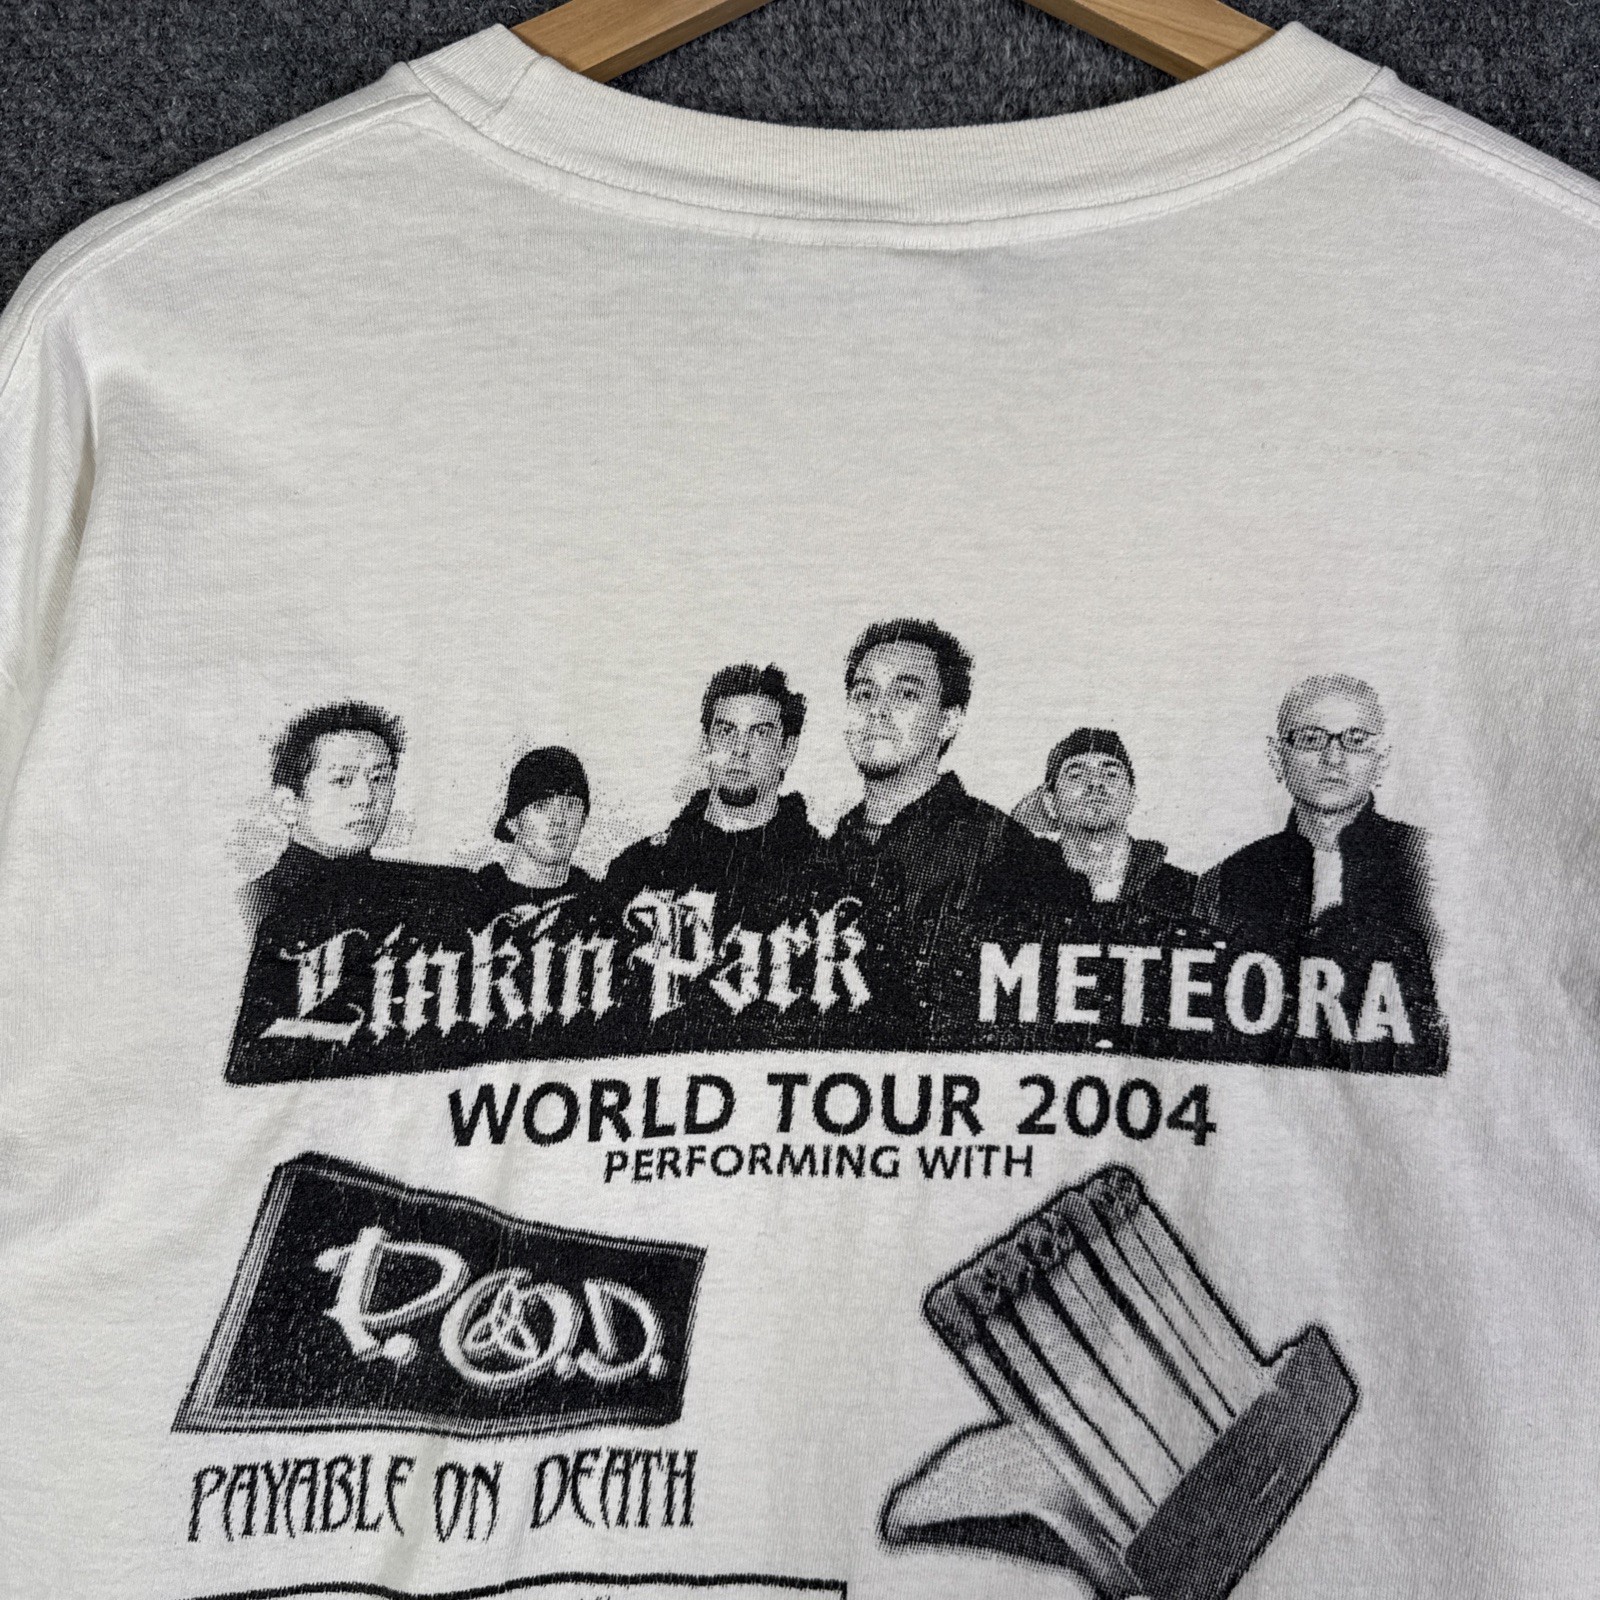 Linkin Park METEORA
WORLD TOUR 2004
PERFORMING WITH
P.O.D.
PAYABLE ON DEATH